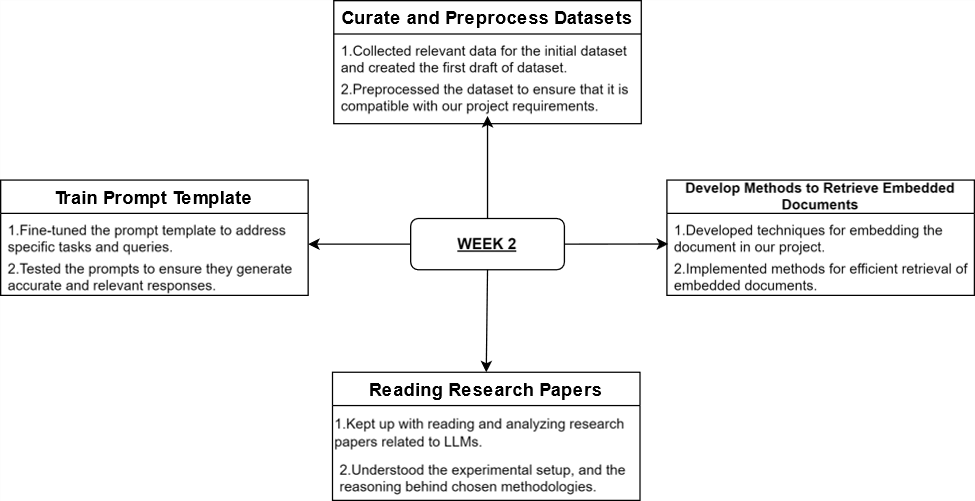 Curate and Preprocess Datasets
1.Collected relevant data for the initial dataset
and created the first draft of dataset.
2.Preprocessed the dataset to ensure that it is
compatible with our project requirements.
Train Prompt Template
1.Fine-tuned the prompt template to address
specific tasks and queries.
2.Tested the prompts to ensure they generate
accurate and relevant responses.
WEEK 2
Develop Methods to Retrieve Embedded
Documents
1.Developed techniques for embedding the
document in our project.
2.Implemented methods for efficient retrieval of
embedded documents.
Reading Research Papers
1.Kept up with reading and analyzing research
papers related to LLMs.
2.Understood the experimental setup, and the
reasoning behind chosen methodologies.